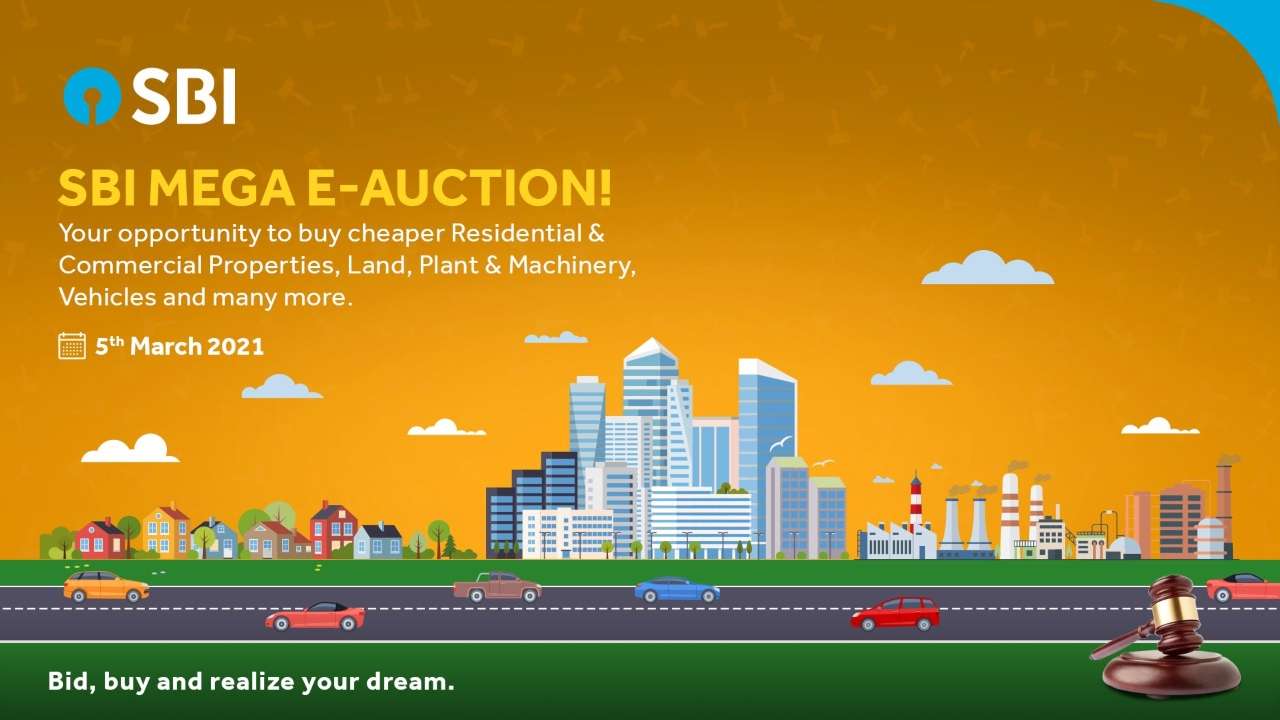 SBI
SBI MEGA E-AUCTION!
Your opportunity to buy cheaper Residential &
Commercial Properties, Land, Plant & Machinery,
Vehicles and many more.
5th March 2021
Bid, buy and realize your dream.